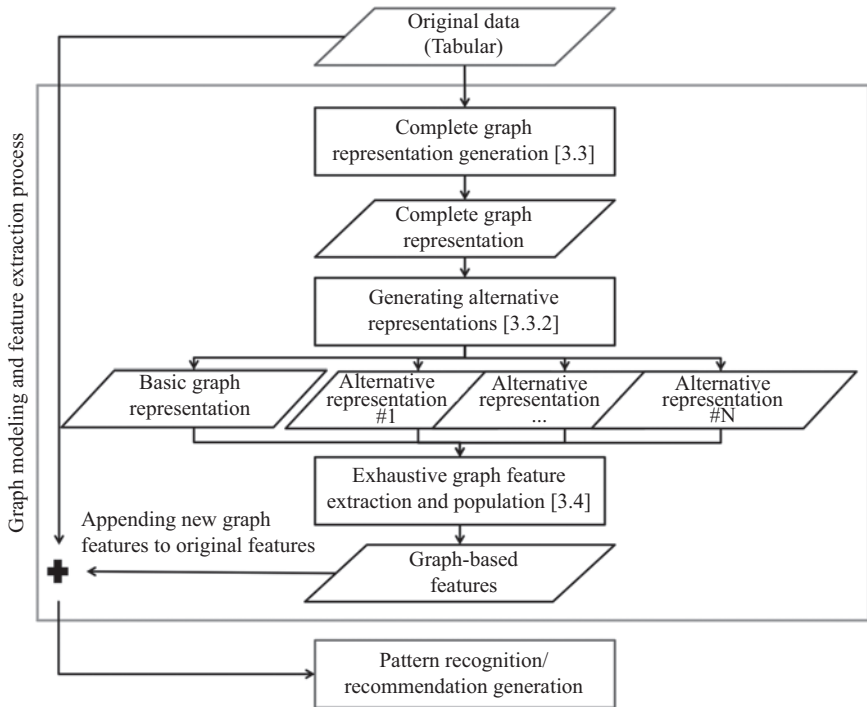 Original data
(Tabular)
Graph modeling and feature extraction process
Complete graph
representation generation [3.3]
Complete graph
representation
Generating alternative
representations [3.3.2]
Basic graph
representation
Alternative
representation
#1
Alternative
representation
...
Alternative
representation
#N
Exhaustive graph feature
extraction and population [3.4]
Appending new graph
features to original features
Graph-based
features
Pattern recognition/
recommendation generation